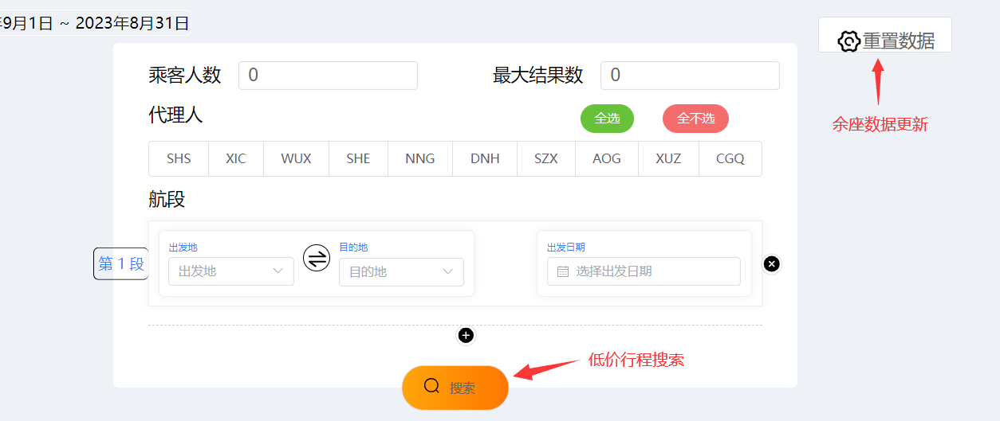 年9月1日 ~ 2023年8月31日
重置数据
余座数据更新
乘客人数 0 最大结果数 0
代理人 全选 全不选
SHS XIC WUX SHE NNG DNH SZX AOG XUZ CGQ
航段
第 1 段
出发地 目的地 出发日期
出发地 目的地 选择出发日期
低价行程搜索
搜索